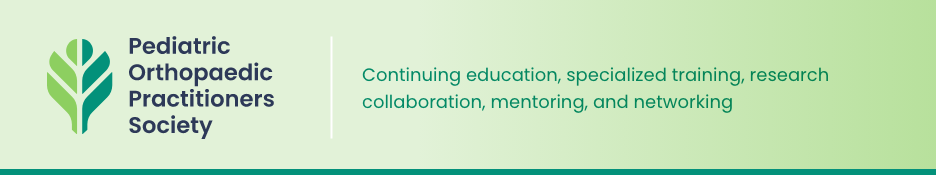 Pediatric
Orthopaedic
Practitioners
Society
Continuing education, specialized training, research
collaboration, mentoring, and networking